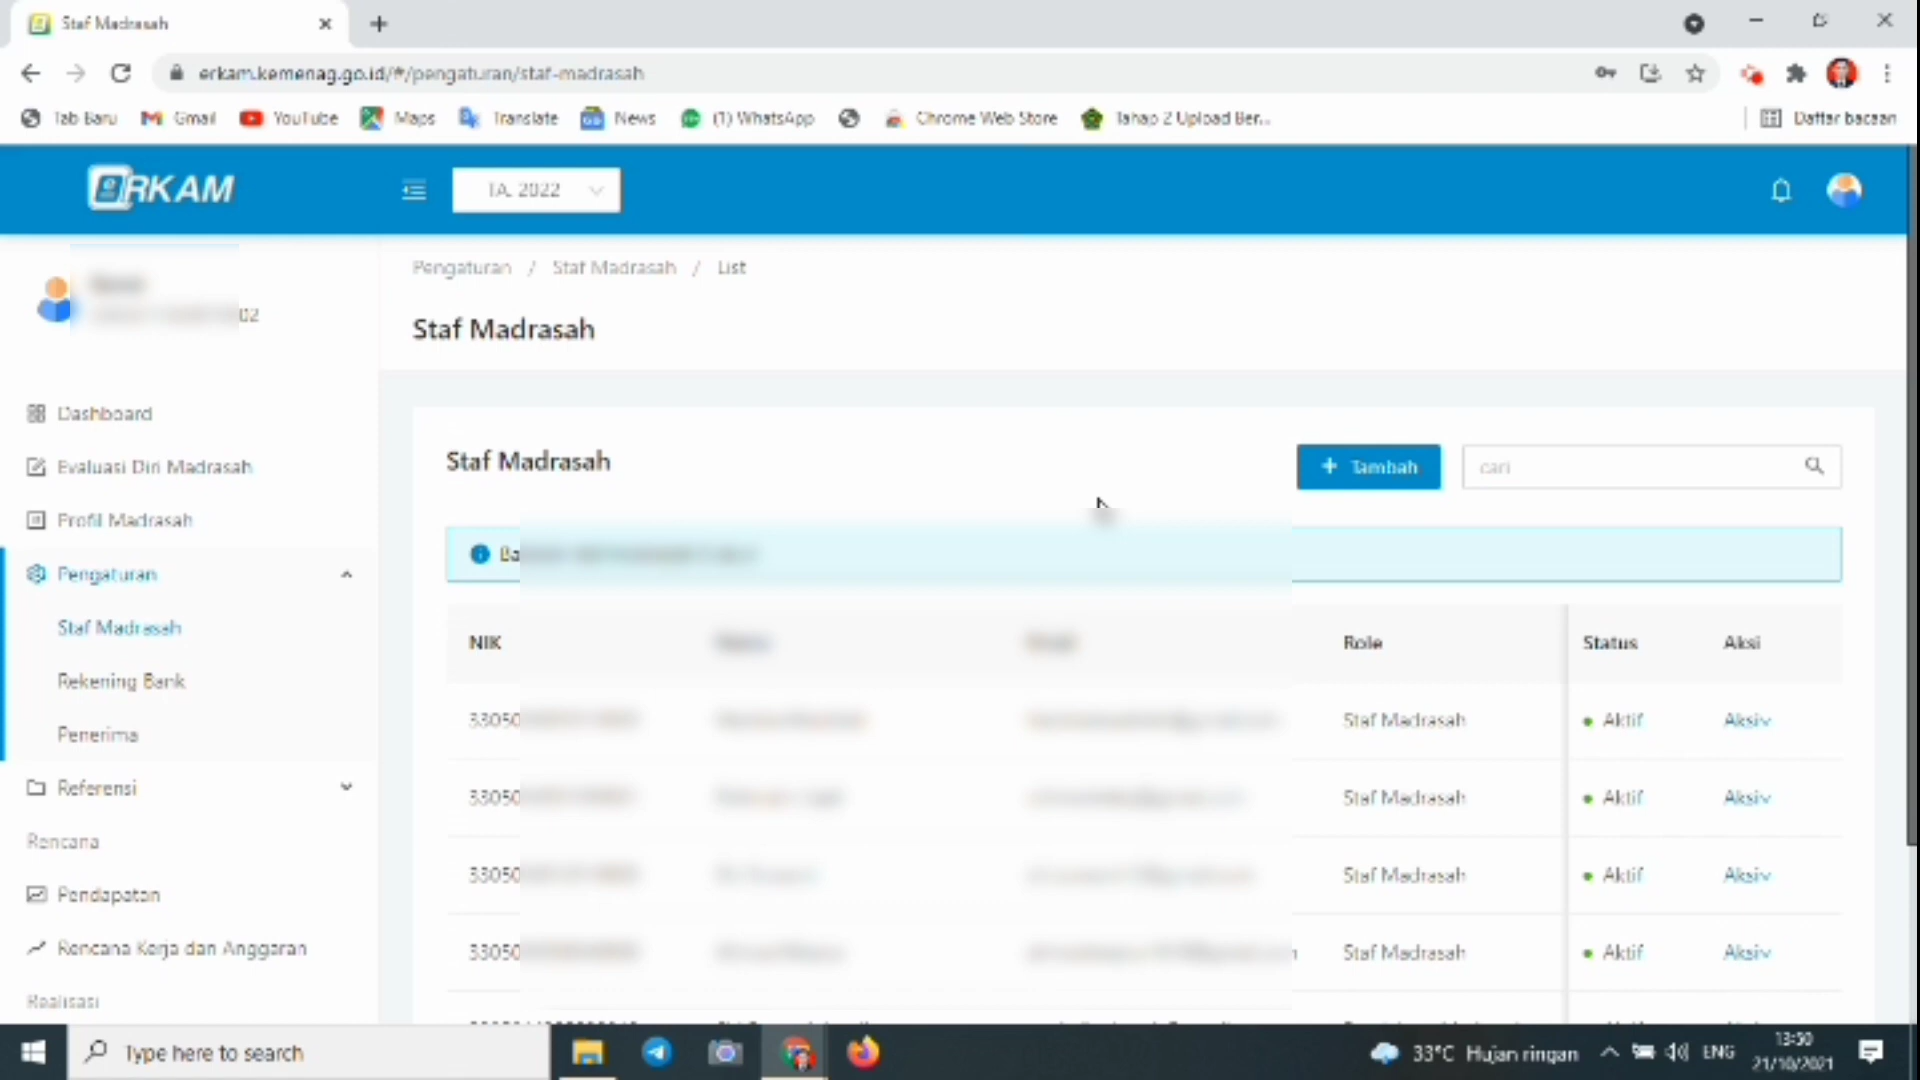 Staf Madrasah
erkam.kemenag.go.id/#/pengaturan/staf-madrasah
Tab Baru Gmail YouTube Maps Translate News (1) WhatsApp Chrome Web Store Tahap 2 Upload Ber... Daftar bacaan
eRKAM TA. 2022
02
Pengaturan / Staf Madrasah / List
Staf Madrasah
Dashboard
Evaluasi Diri Madrasah
Profil Madrasah
Pengaturan
Staf Madrasah
Rekening Bank
Penerima
Referensi
Rencana
Pendapatan
Rencana Kerja dan Anggaran
Realisasi
Staf Madrasah + Tambah cari
NIK Role Status Aksi
33050 Staf Madrasah Aktif Aksi
33050 Staf Madrasah Aktif Aksi
33050 Staf Madrasah Aktif Aksi
33050 Staf Madrasah Aktif Aksi
Type here to search 33°C Hujan ringan ENG 13:50
21/10/2021